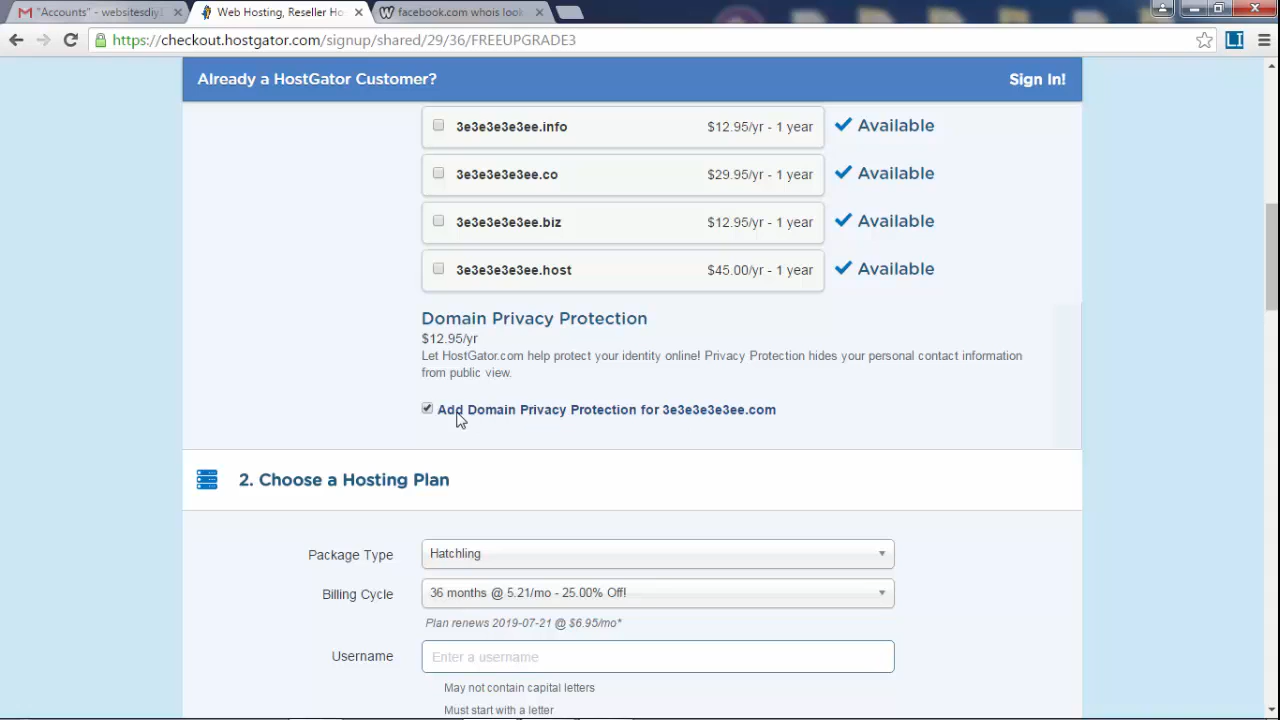 "Accounts" - websitesdiy
Web Hosting, Reseller Ho
facebook.com whois look
https://checkout.hostgator.com/signup/shared/29/36/FREEUPGRADE3
Already a HostGator Customer? Sign In!
3e3e3e3e3ee.info $12.95/yr - 1 year Available
3e3e3e3e3ee.co $29.95/yr - 1 year Available
3e3e3e3e3ee.biz $12.95/yr - 1 year Available
3e3e3e3e3ee.host $45.00/yr - 1 year Available
Domain Privacy Protection
$12.95/yr
Let HostGator.com help protect your identity online! Privacy Protection hides your personal contact information
from public view.
Add Domain Privacy Protection for 3e3e3e3e3ee.com
2. Choose a Hosting Plan
Package Type Hatchling
Billing Cycle 36 months @ 5.21/mo - 25.00% Off!
Plan renews 2019-07-21 @ $6.95/mo*
Username Enter a username
May not contain capital letters
Must start with a letter